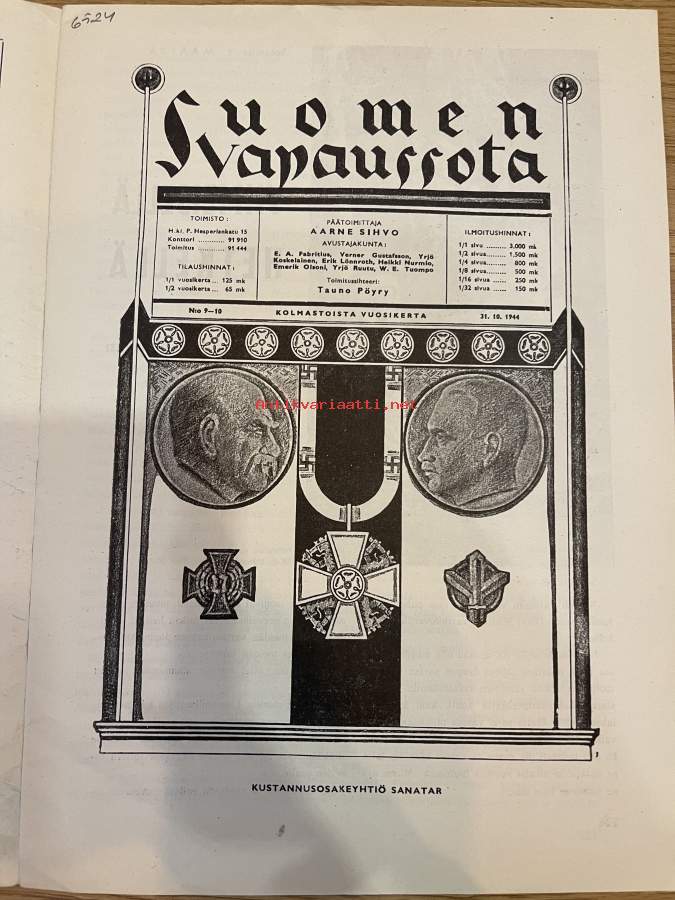 6-24
Suomen
Vapaussota
TOIMISTO:
H:ki. P. Hesperiankatu 15
Konttori ........... 91 910
Toimitus ........... 91 444
TILAUSHINNAT:
1/1 vuosikerta ... 125 mk
1/2 vuosikerta ... 65 mk
PÄÄTOIMITTAJA
AARNE SIHVO
AVUSTAJAKUNTA:
E. A. Fabritius, Verner Gustafsson, Yrjö
Koskelainen, Erik Lönnroth, Heikki Nurmio,
Emerik Olsoni, Yrjö Ruutu, W. E. Tuompo
Toimitussihteeri:
Tauno Pöyry
ILMOITUSHINNAT:
1/1 sivu ....... 3,000 mk
1/2 sivua ....... 1,500 mk
1/4 sivua ....... 800 mk
1/8 sivua ....... 500 mk
1/16 sivua ..... 250 mk
1/32 sivua ..... 150 mk
N:o 9—10 KOLMASTOISTA VUOSIKERTA 31. 10. 1944
antikvariaatti.net
KUSTANNUSOSAKEYHTIÖ SANATAR